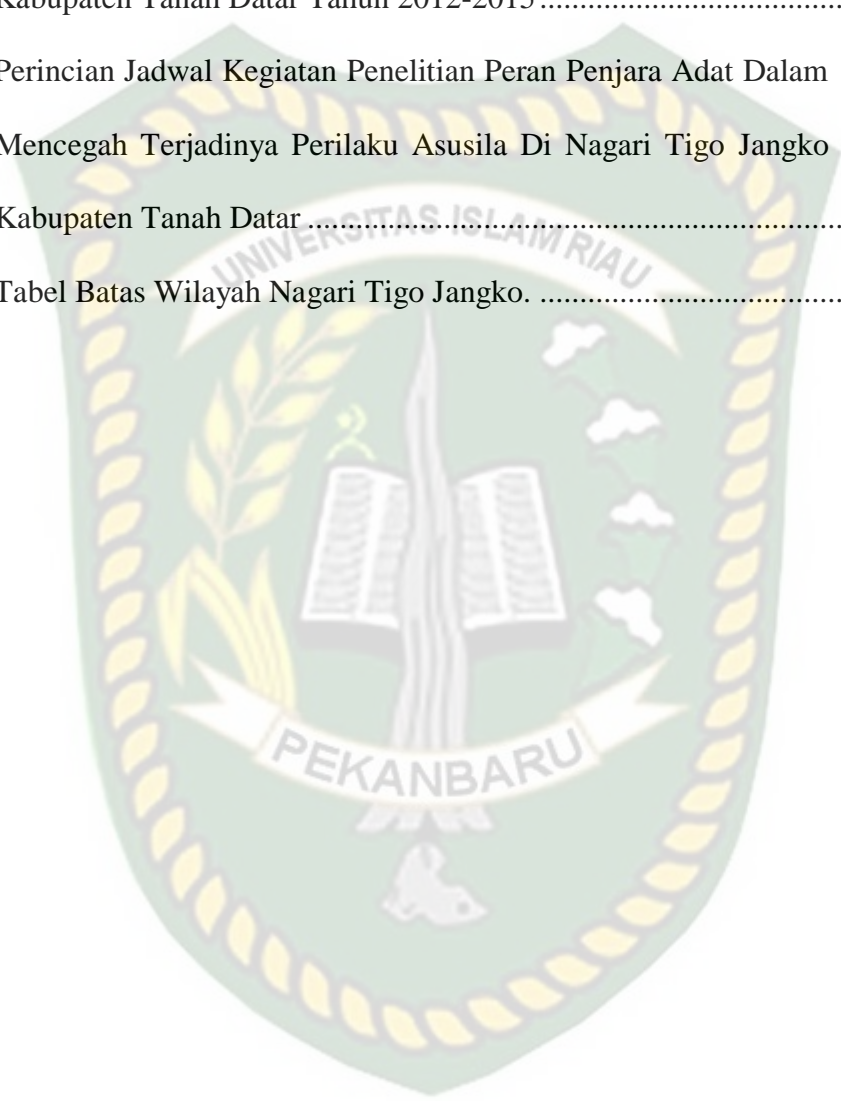 Kabupaten Tanah Datar Tahun 2012-2015....................................
Perincian Jadwal Kegiatan Penelitian Peran Penjara Adat Dalam
Mencegah Terjadinya Perilaku Asusila Di Nagari Tigo Jangko
Kabupaten Tanah Datar ....................................................................
Tabel Batas Wilayah Nagari Tigo Jangko. ......................................
UNIVERSITAS ISLAM RIAU
PEKANBARU